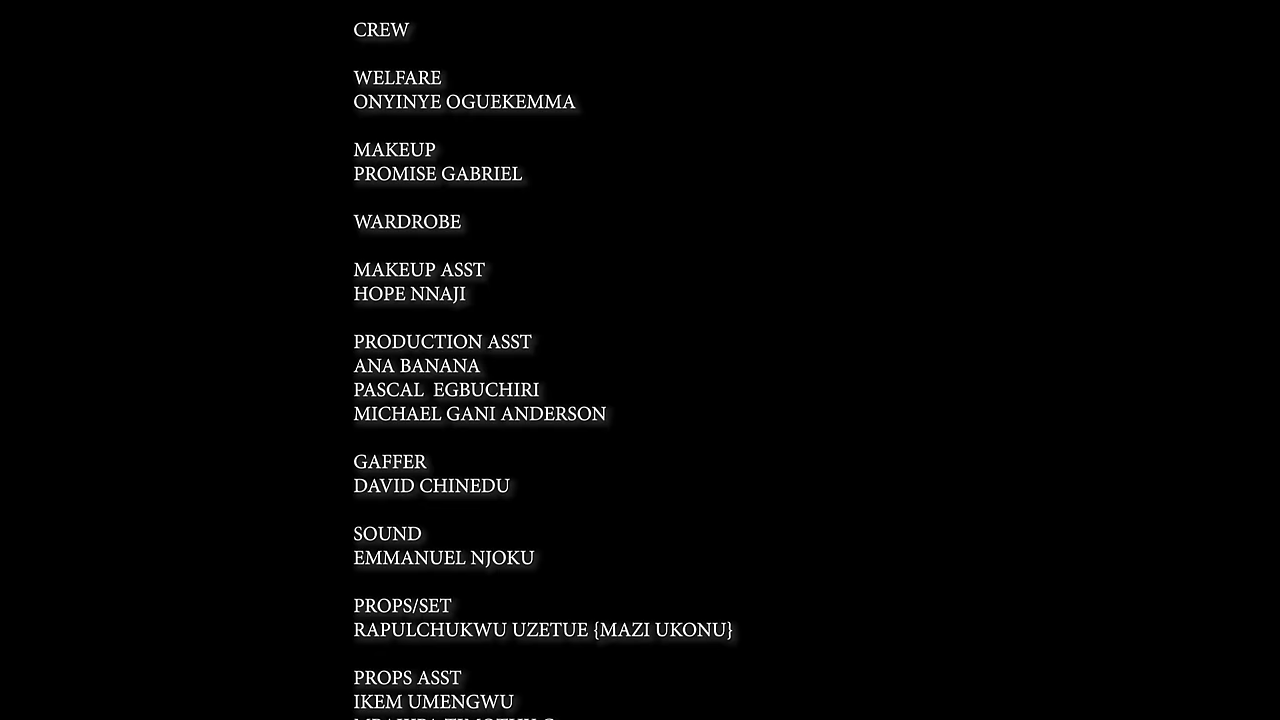 CREW
WELFARE
ONYINYE OGUEKEMMA
MAKEUP
PROMISE GABRIEL
WARDROBE
MAKEUP ASST
HOPE NNAJI
PRODUCTION ASST
ANA BANANA
PASCAL  EGBUCHIRI
MICHAEL GANI ANDERSON
GAFFER
DAVID CHINEDU
SOUND
EMMANUEL NJOKU
PROPS/SET
RAPULCHUKWU UZETUE {MAZI UKONU}
PROPS ASST
IKEM UMENGWU